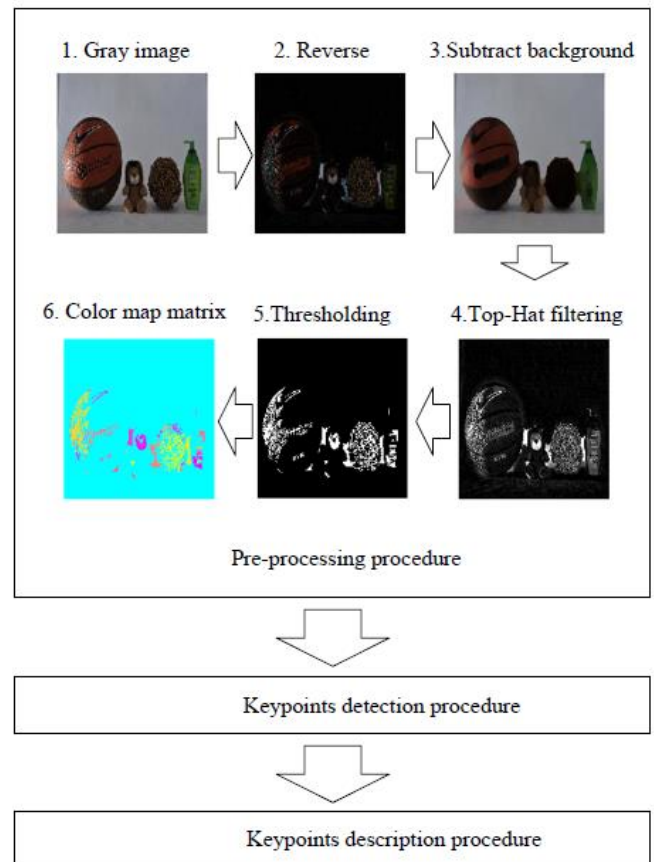 1. Gray image
2. Reverse
3.Subtract background
6. Color map matrix
5.Thresholding
4.Top-Hat filtering
Pre-processing procedure
Keypoints detection procedure
Keypoints description procedure